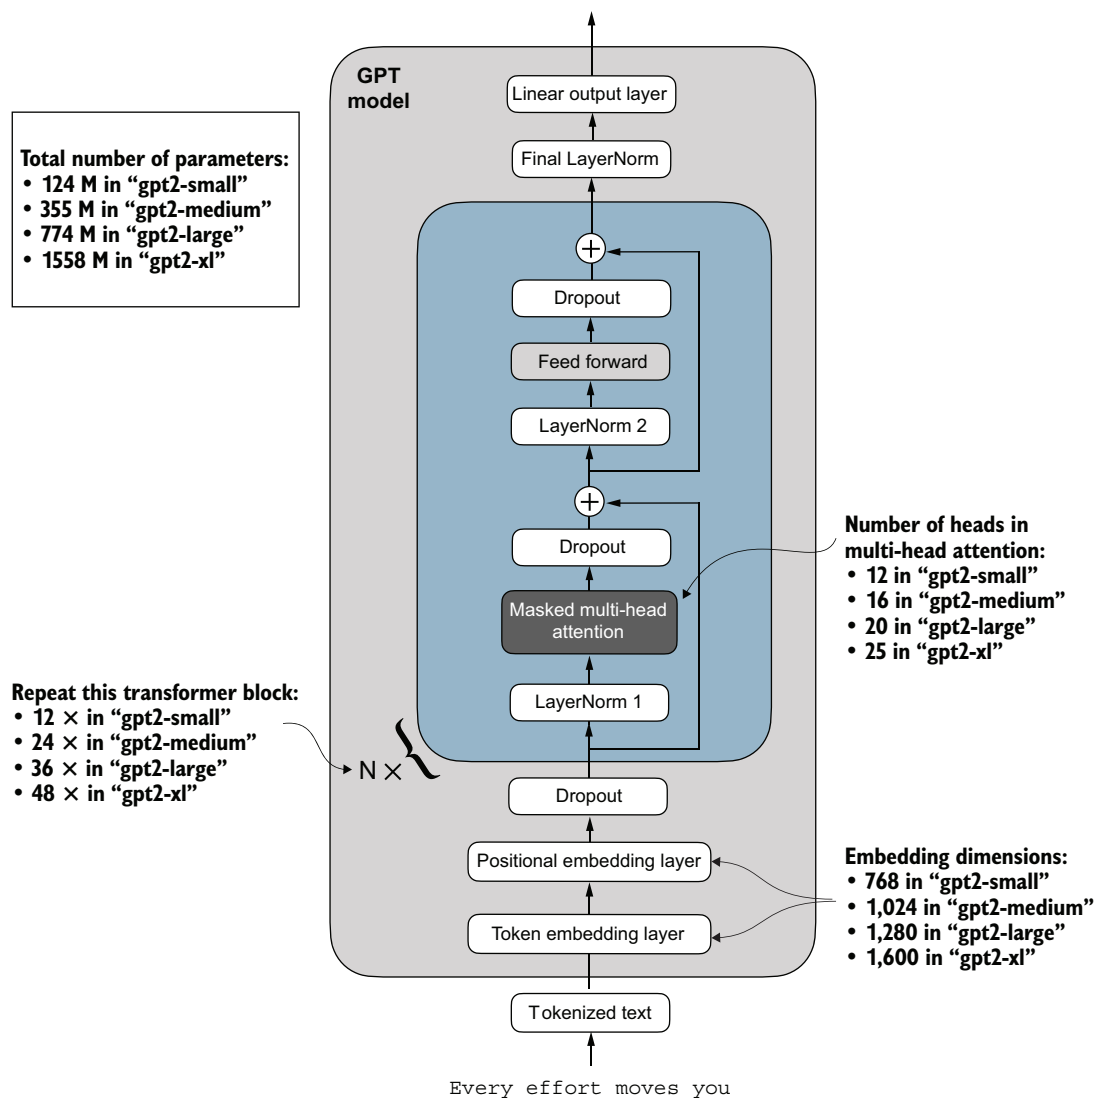 GPT
model
Linear output layer
Final LayerNorm
Total number of parameters:
• 124 M in “gpt2-small”
• 355 M in “gpt2-medium”
• 774 M in “gpt2-large”
• 1558 M in “gpt2-xl”
+
Dropout
Feed forward
LayerNorm 2
+
Dropout
Masked multi-head
attention
LayerNorm 1
Number of heads in
multi-head attention:
• 12 in “gpt2-small”
• 16 in “gpt2-medium”
• 20 in “gpt2-large”
• 25 in “gpt2-xl”
Repeat this transformer block:
• 12 × in “gpt2-small”
• 24 × in “gpt2-medium”
• 36 × in “gpt2-large”
• 48 × in “gpt2-xl”
N × {
Dropout
Positional embedding layer
Token embedding layer
Embedding dimensions:
• 768 in “gpt2-small”
• 1,024 in “gpt2-medium”
• 1,280 in “gpt2-large”
• 1,600 in “gpt2-xl”
Tokenized text
Every effort moves you